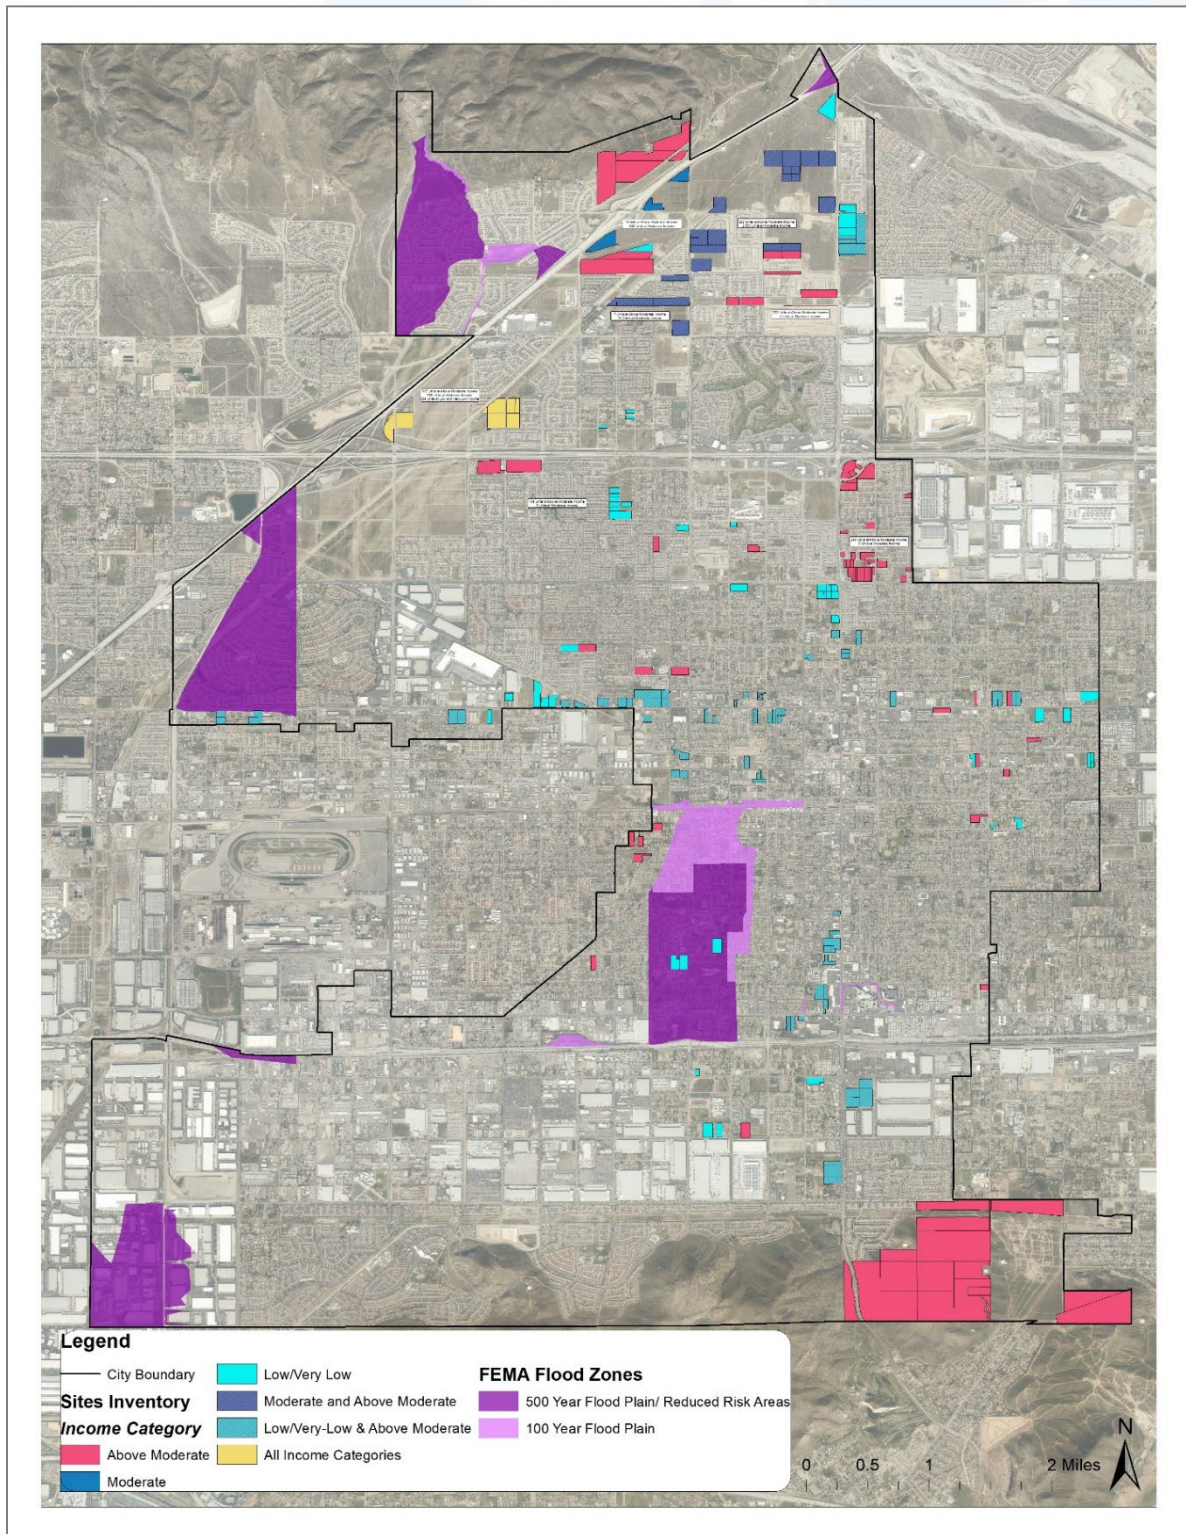 Legend
City Boundary
Sites Inventory
Income Category
Above Moderate
Moderate
Low/Very Low
Moderate and Above Moderate
Low/Very-Low & Above Moderate
All Income Categories
FEMA Flood Zones
500 Year Flood Plain/ Reduced Risk Areas
100 Year Flood Plain
N
0 0.5 1 2 Miles